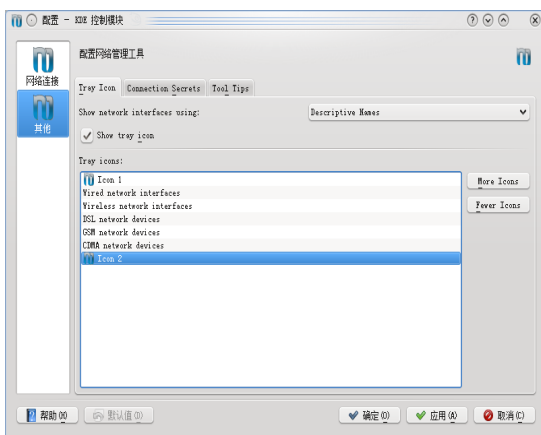 配置 - KDE 控制模块
网络连接
其他
配置网络管理工具
Tray Icon Connection Secrets Tool Tips
Show network interfaces using: Descriptive Names
Show tray icon
Tray icons:
Icon 1
Wired network interfaces
Wireless network interfaces
DSL network devices
GSM network devices
CDMA network devices
Icon 2
More Icons
Fewer Icons
帮助(H) 默认值(D) 确定(O) 应用(A) 取消(C)